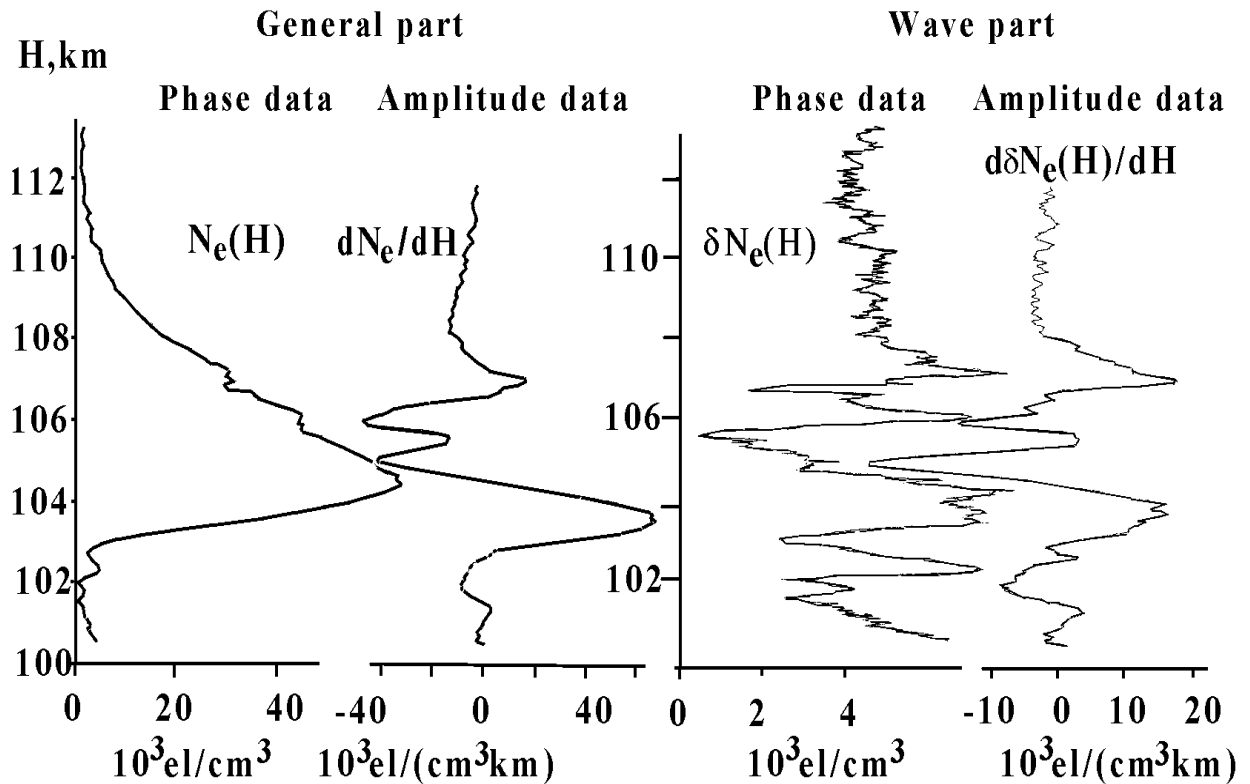 General part Wave part
H,km
Phase data Amplitude data Phase data Amplitude data
dδNₑ(H)/dH
112
Nₑ(H) dNₑ/dH δNₑ(H)
110 110
108
106 106
104
102 102
100
0 20 40 -40 0 40 0 2 4 -10 0 10 20
10³el/cm³ 10³el/(cm³km) 10³el/cm³ 10³el/(cm³km)